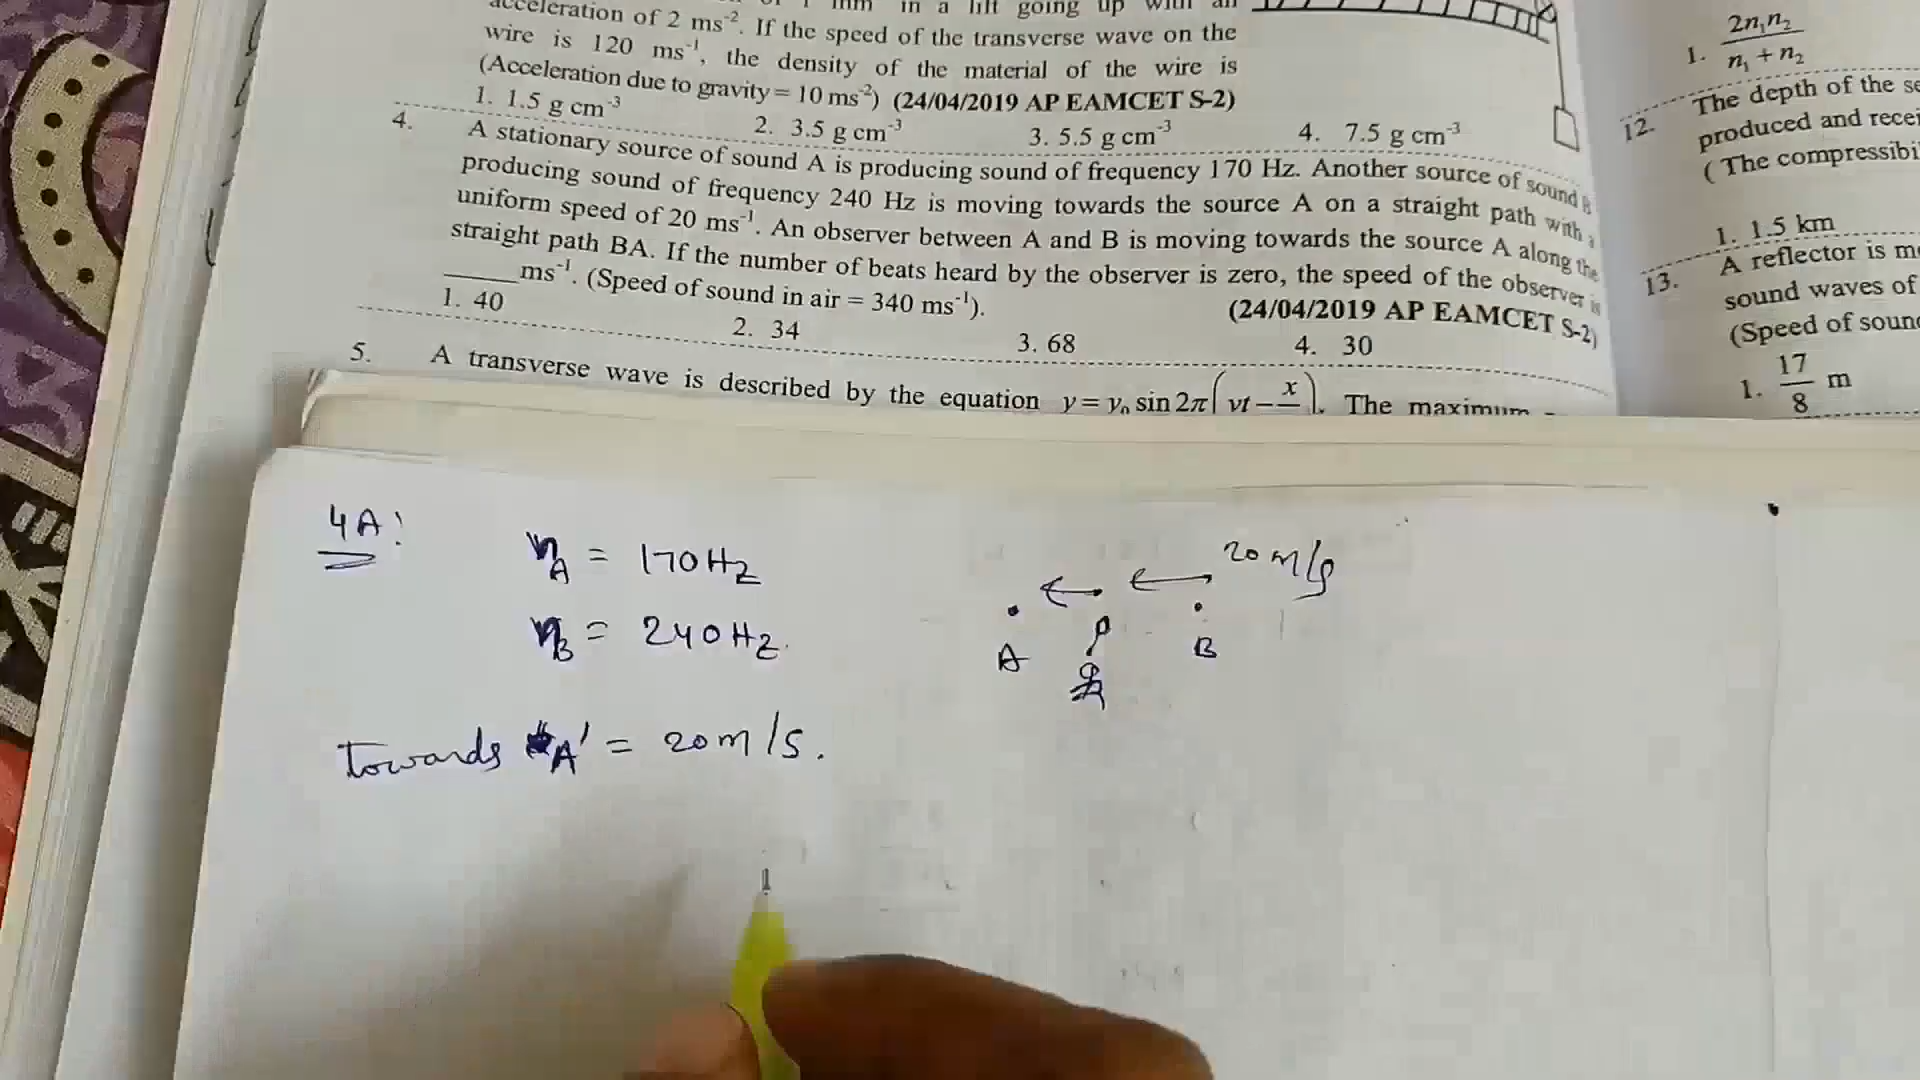 in a lift going up with an
acceleration of 2 ms⁻². If the speed of the transverse wave on the
wire is 120 ms⁻¹, the density of the material of the wire is
(Acceleration due to gravity = 10 ms⁻²) (24/04/2019 AP EAMCET S-2)
1. 1.5 g cm⁻³ 2. 3.5 g cm⁻³ 3. 5.5 g cm⁻³ 4. 7.5 g cm⁻³
4. A stationary source of sound A is producing sound of frequency 170 Hz. Another source of sound B
producing sound of frequency 240 Hz is moving towards the source A on a straight path with a
uniform speed of 20 ms⁻¹. An observer between A and B is moving towards the source A along the
straight path BA. If the number of beats heard by the observer is zero, the speed of the observer is
_____ ms⁻¹. (Speed of sound in air = 340 ms⁻¹). (24/04/2019 AP EAMCET S-2)
1. 40 2. 34 3. 68 4. 30
5. A transverse wave is described by the equation y = y₀ sin 2π(νt − x The maximum
1. 2n₁n₂ / n₁ + n₂
12. The depth of the se
produced and recei
( The compressibi
1. 1.5 km
13. A reflector is m
sound waves of
(Speed of soun
1. 17/8 m
4A:
n_A = 170Hz
n_B = 240Hz.
Towards A' = 20m/s.
20m/s
A B